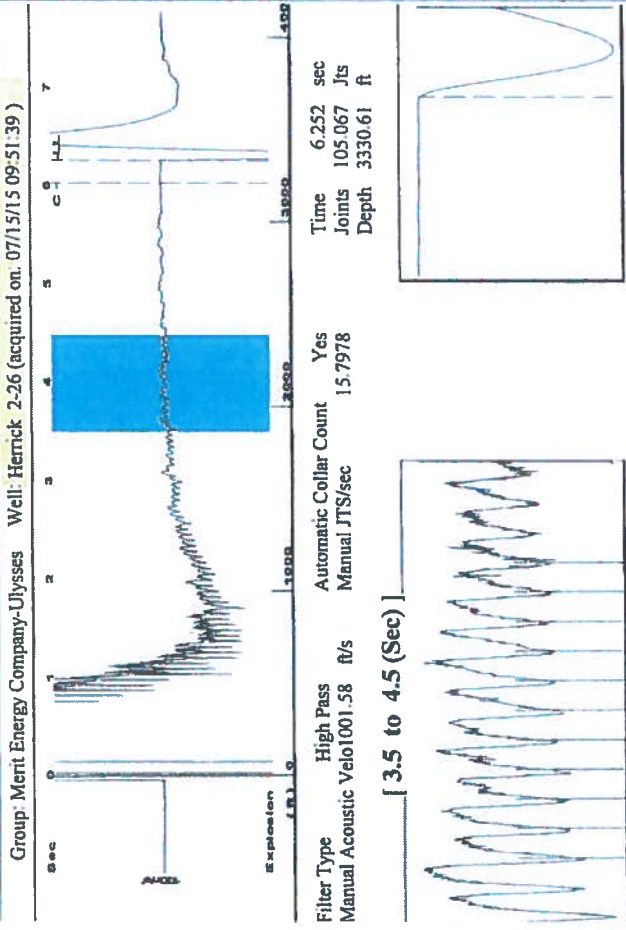 Group: Merit Energy Company-Ulysses Well: Herrick 2-26 (acquired on: 07/15/15 09:51:39 )
Sec
0 1 2 3 4 5 6 7
C
LL
Explosion
(ft) 0 1000 2000 3000 400
Filter Type High Pass Automatic Collar Count Yes Time 6.252 sec
Manual Acoustic Velo1001.58 ft/s Manual JTS/sec 15.7978 Joints 105.067 Jts
Depth 3330.61 ft
[ 3.5 to 4.5 (Sec) ]